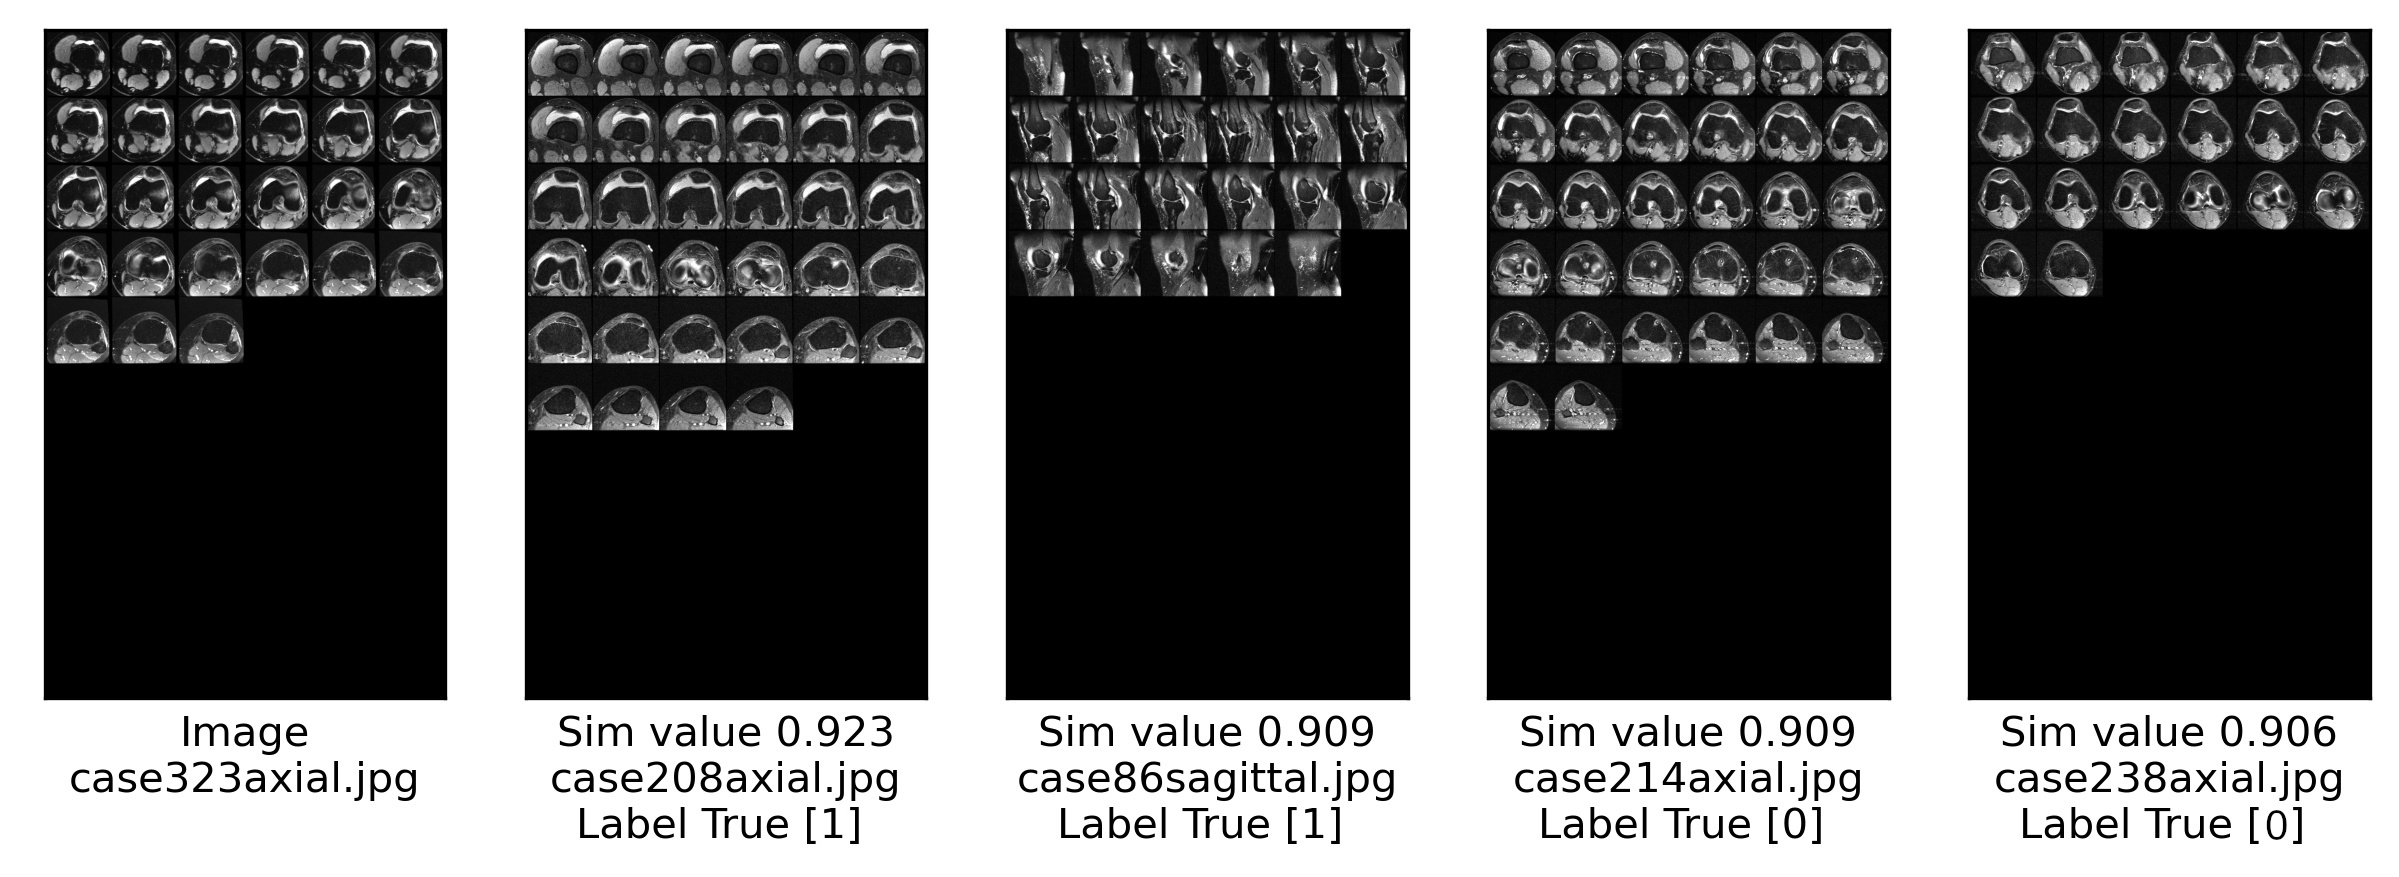 Image
case323axial.jpg
Sim value 0.923
case208axial.jpg
Label True [1]
Sim value 0.909
case86sagittal.jpg
Label True [1]
Sim value 0.909
case214axial.jpg
Label True [0]
Sim value 0.906
case238axial.jpg
Label True [0]